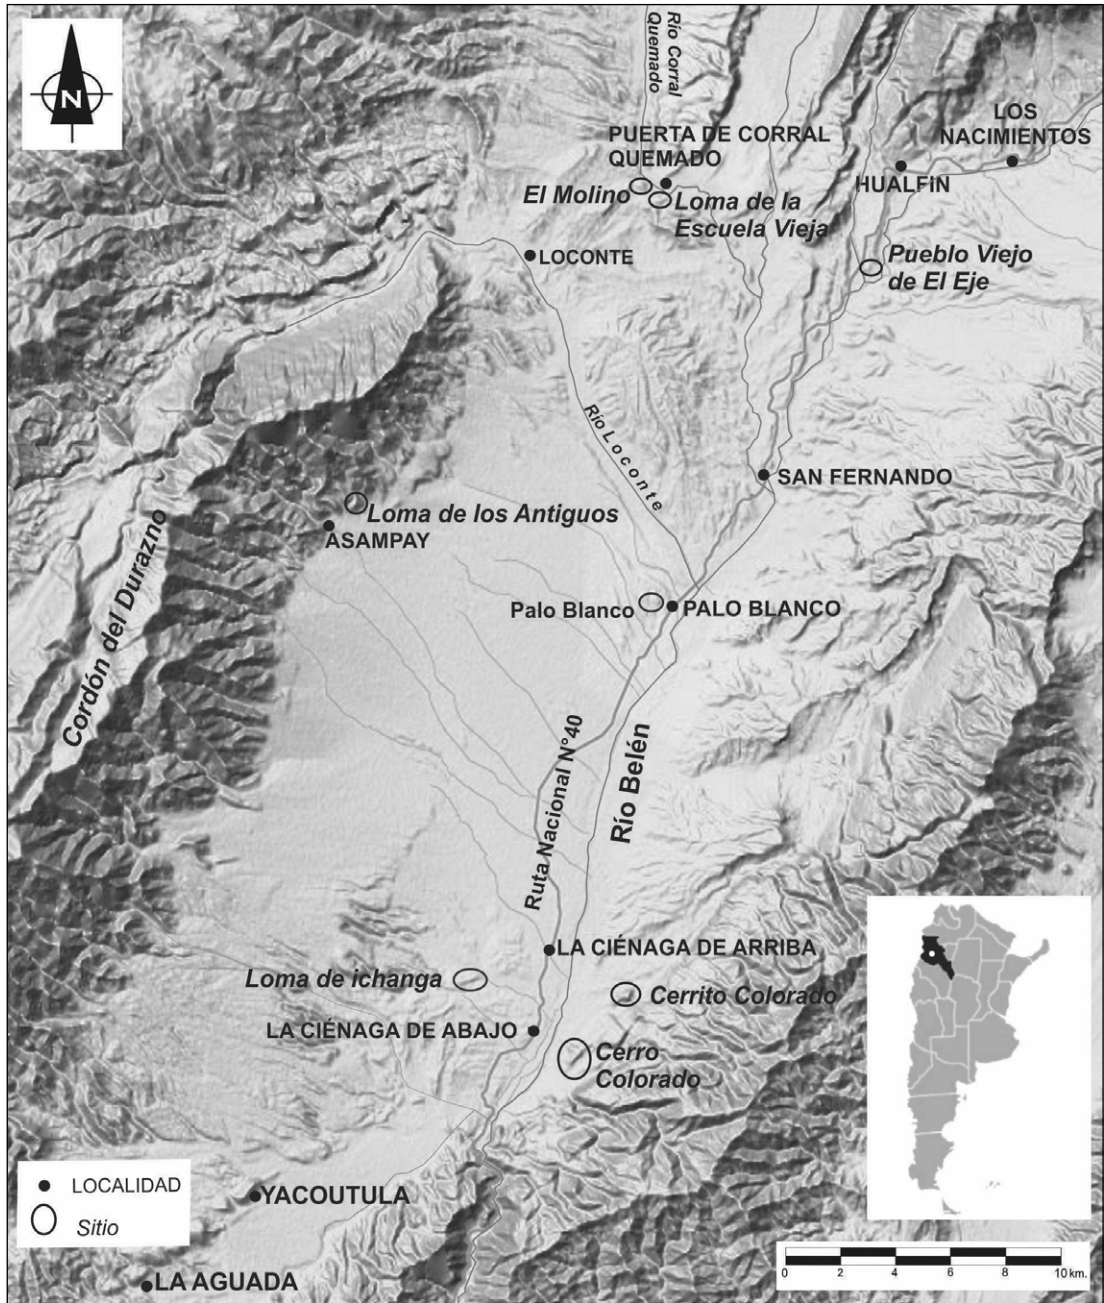 N
Río Corral
Quemado
PUERTA DE CORRAL
QUEMADO
LOS
NACIMIENTOS
HUALFIN
El Molino
Loma de la
Escuela Vieja
LOCONTE
Pueblo Viejo
de El Eje
Río Loconte
SAN FERNANDO
Loma de los Antiguos
ASAMPAY
Cordón del Durazno
Palo Blanco
PALO BLANCO
Ruta Nacional N°40
Río Belén
LA CIÉNAGA DE ARRIBA
Loma de ichanga
Cerrito Colorado
LA CIÉNAGA DE ABAJO
Cerro
Colorado
LOCALIDAD
Sitio
YACOUTULA
LA AGUADA
0 2 4 6 8 10 km.